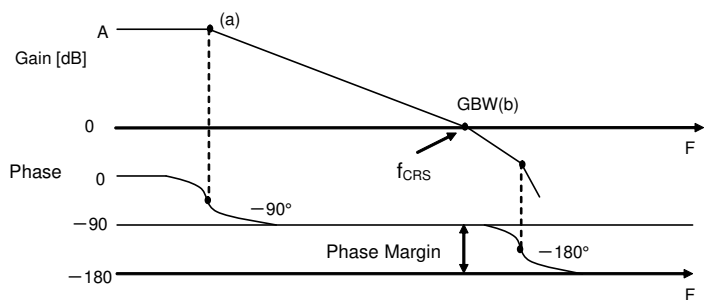 A
(a)
Gain [dB]
GBW(b)
0
F
fCRS
Phase
0
−90°
−90
Phase Margin
−180°
−180
F